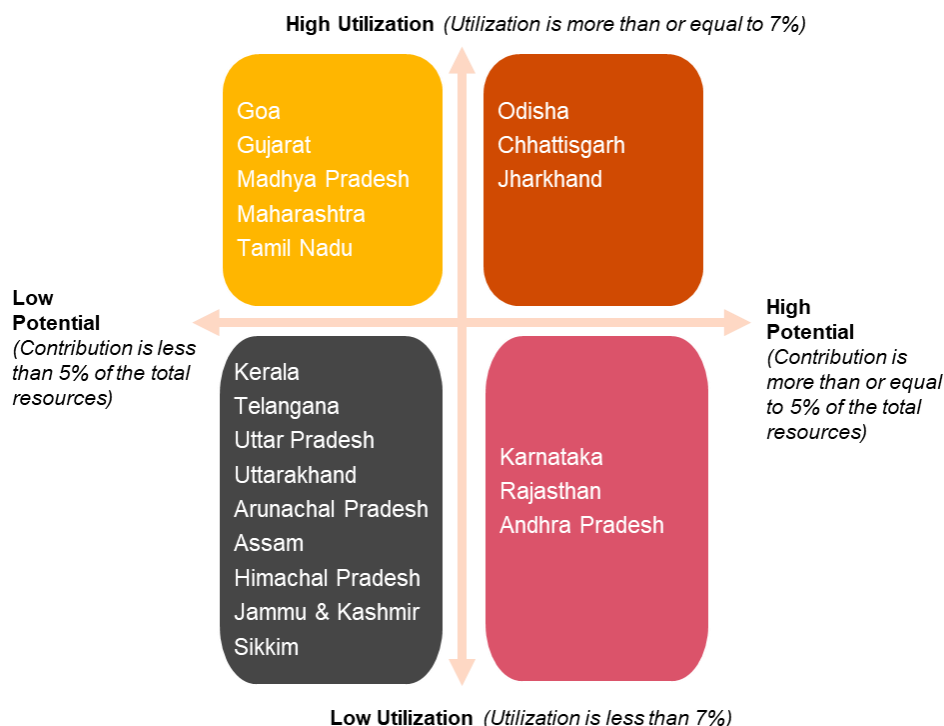 High Utilization (Utilization is more than or equal to 7%)
Goa
Gujarat
Madhya Pradesh
Maharashtra
Tamil Nadu
Odisha
Chhattisgarh
Jharkhand
Low
Potential
(Contribution is less
than 5% of the total
resources)
High
Potential
(Contribution is
more than or equal
to 5% of the total
resources)
Kerala
Telangana
Uttar Pradesh
Uttarakhand
Arunachal Pradesh
Assam
Himachal Pradesh
Jammu & Kashmir
Sikkim
Karnataka
Rajasthan
Andhra Pradesh
Low Utilization (Utilization is less than 7%)